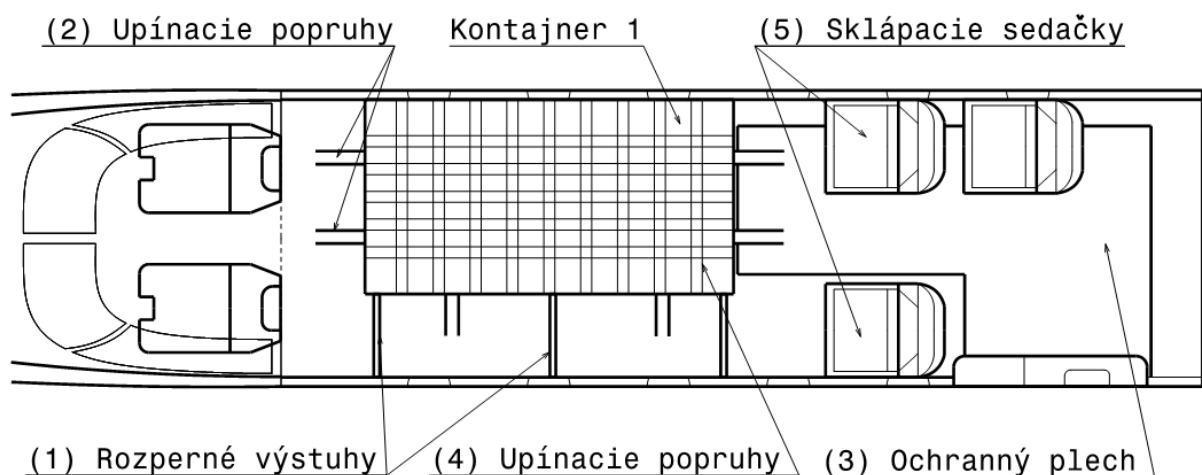 (2) Upínacie popruhy
Kontajner 1
(5) Sklápacie sedačky
(1) Rozperné výstuhy
(4) Upínacie popruhy
(3) Ochranný plech